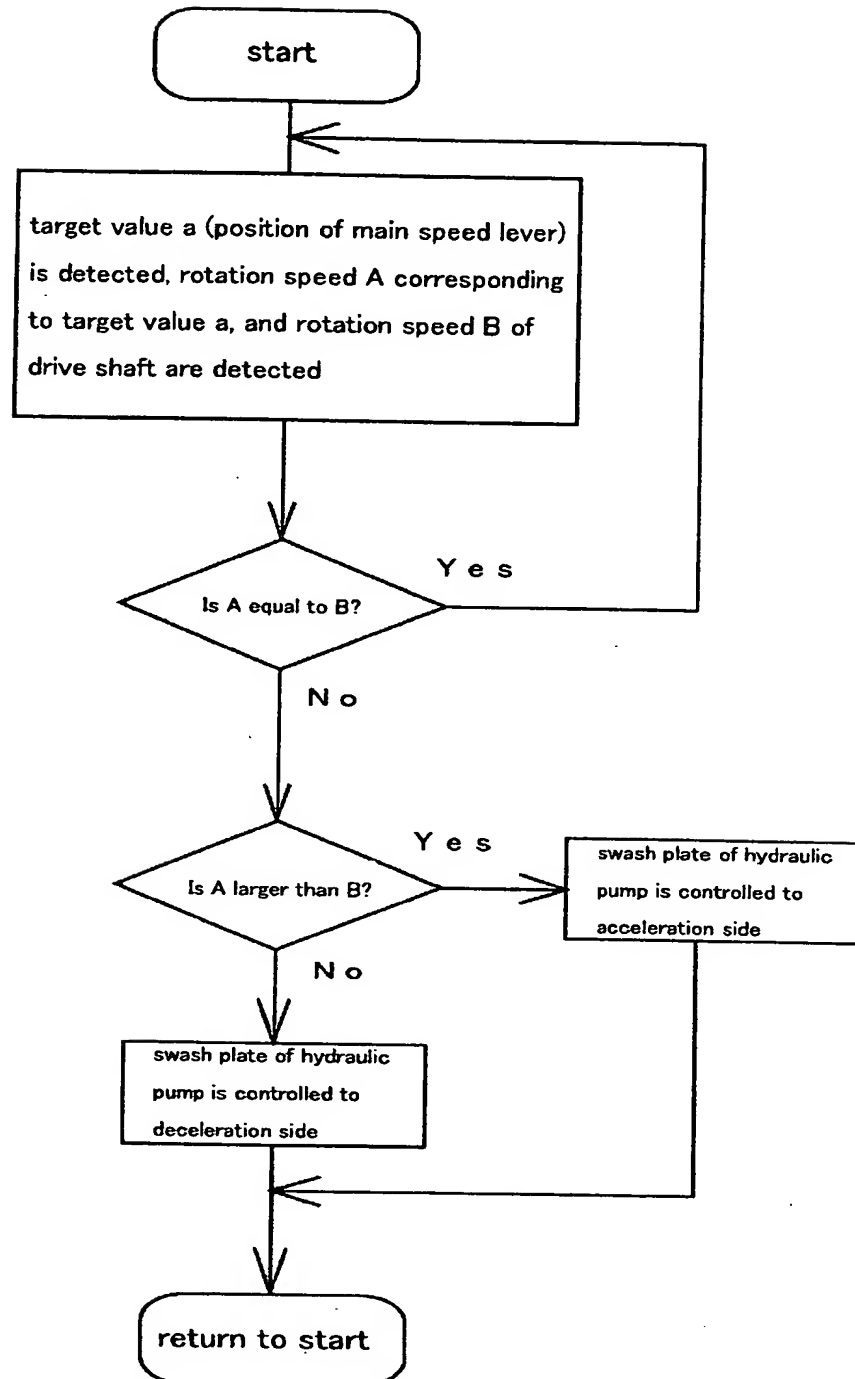 start
target value a (position of main speed lever)
is detected, rotation speed A corresponding
to target value a, and rotation speed B of
drive shaft are detected
Is A equal to B?
Yes
No
Is A larger than B?
Yes
swash plate of hydraulic
pump is controlled to
acceleration side
No
swash plate of hydraulic
pump is controlled to
deceleration side
return to start